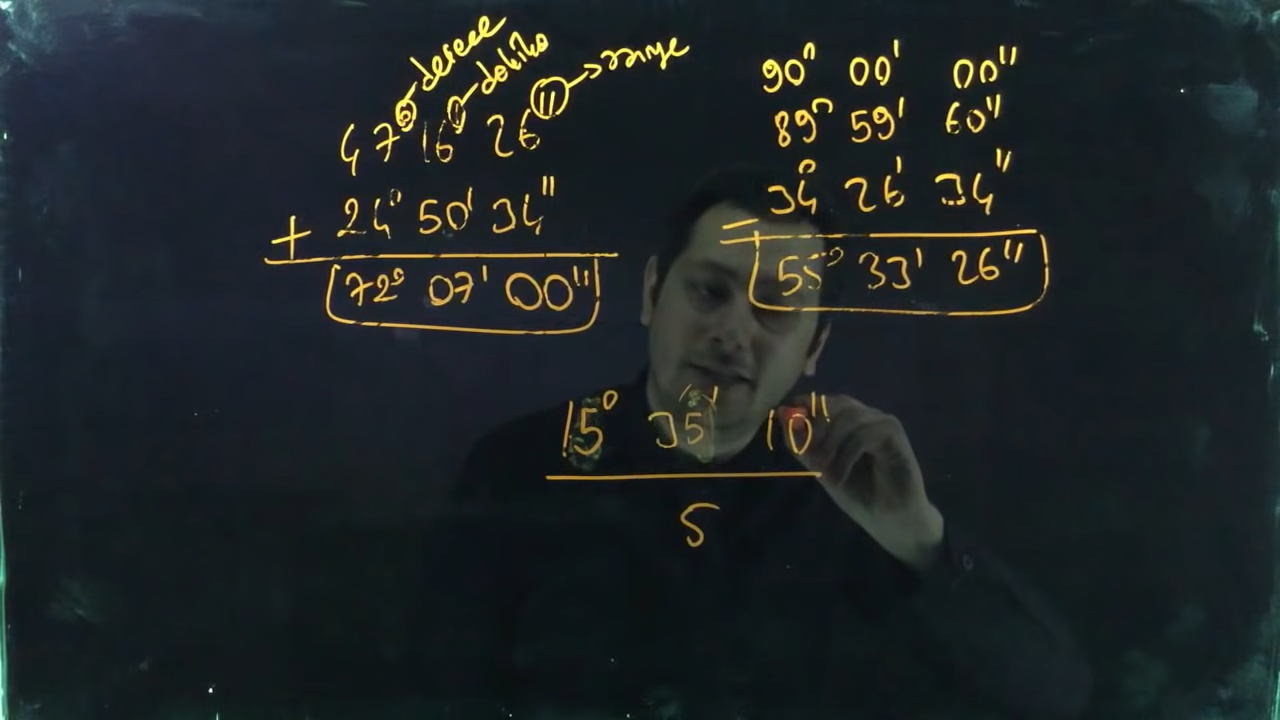 derece
dakika
47° 16' 26'' →
+ 24° 50' 34''
72° 07' 00''
90° 00' 00''
89° 59' 60''
34° 26' 34''
55° 33' 26''
15° 35' 10''
5